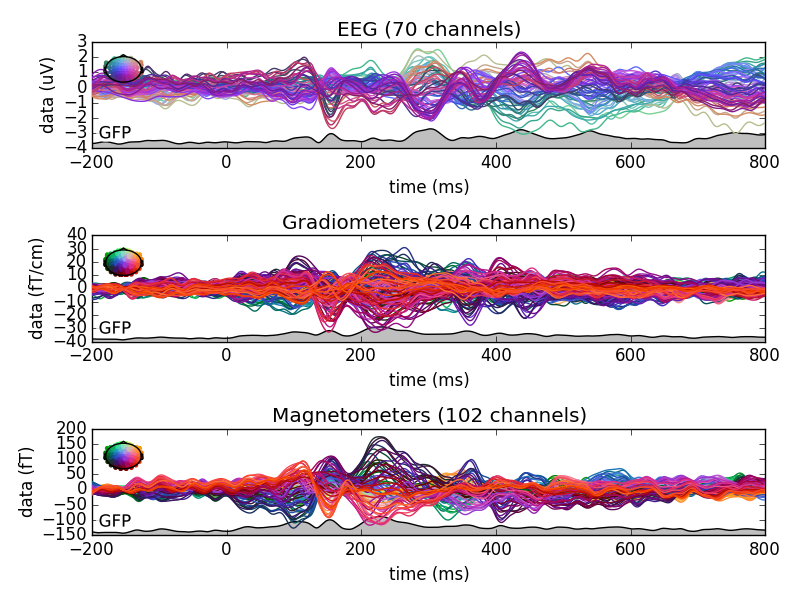 EEG (70 channels)
data (uV)
3
2
1
0
−1
−2
−3
−4
GFP
−200 0 200 400 600 800
time (ms)
Gradiometers (204 channels)
data (fT/cm)
40
30
20
10
0
−10
−20
−30
−40
GFP
−200 0 200 400 600 800
time (ms)
Magnetometers (102 channels)
data (fT)
200
150
100
50
0
−50
−100
−150
GFP
−200 0 200 400 600 800
time (ms)